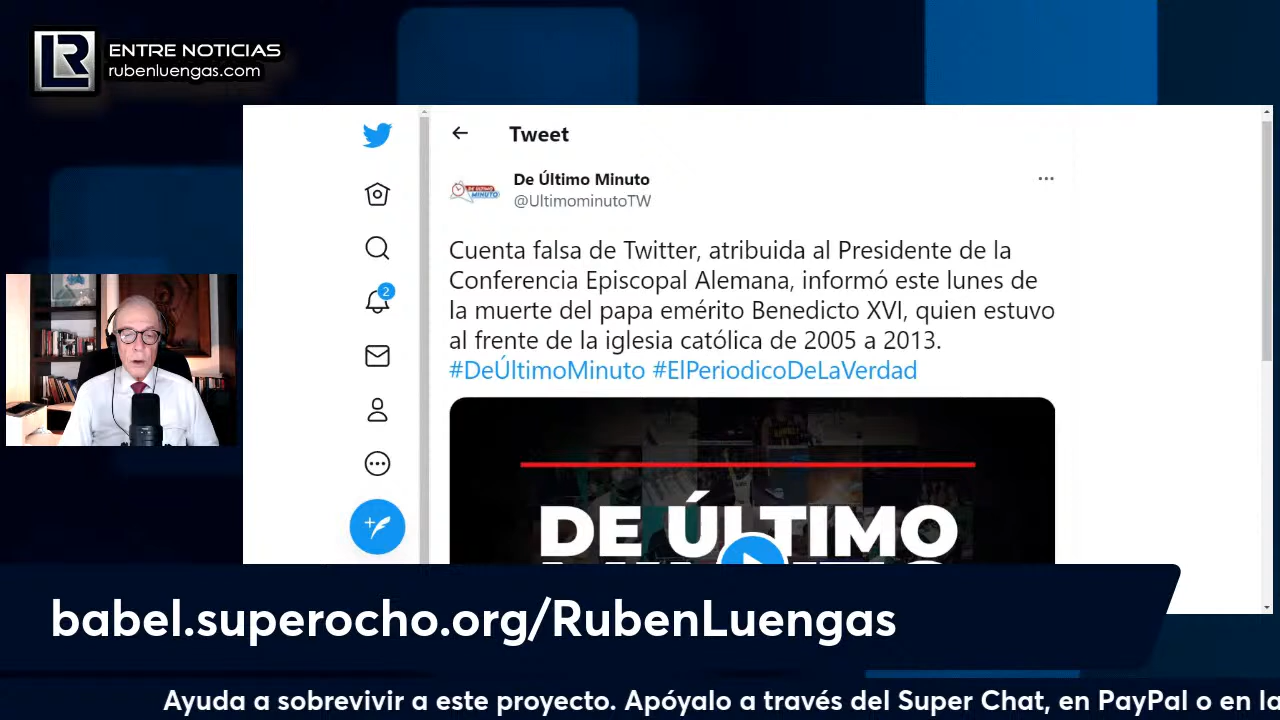 ENTRE NOTICIAS
rubenluengas.com
Tweet
De Último Minuto
@UltimominutoTW
Cuenta falsa de Twitter, atribuida al Presidente de la
Conferencia Episcopal Alemana, informó este lunes de
la muerte del papa emérito Benedicto XVI, quien estuvo
al frente de la iglesia católica de 2005 a 2013.
#DeÚltimoMinuto #ElPeriodicoDeLaVerdad
2
DE ÚLTIMO
babel.superocho.org/RubenLuengas
Ayuda a sobrevivir a este proyecto. Apóyalo a través del Super Chat, en PayPal o en la